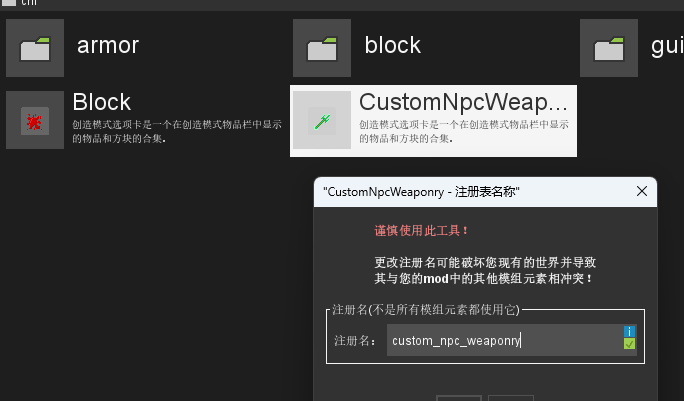 cni
armor
block
gui
Block
创造模式选项卡是一个在创造模式物品栏中显示
的物品和方块的合集.
CustomNpcWeap...
创造模式选项卡是一个在创造模式物品栏中显示
的物品和方块的合集.
"CustomNpcWeaponry - 注册表名称"
谨慎使用此工具！
更改注册名可能破坏您现有的世界并导致
其与您的mod中的其他模组元素相冲突！
注册名(不是所有模组元素都使用它)
注册名：
custom_npc_weaponry